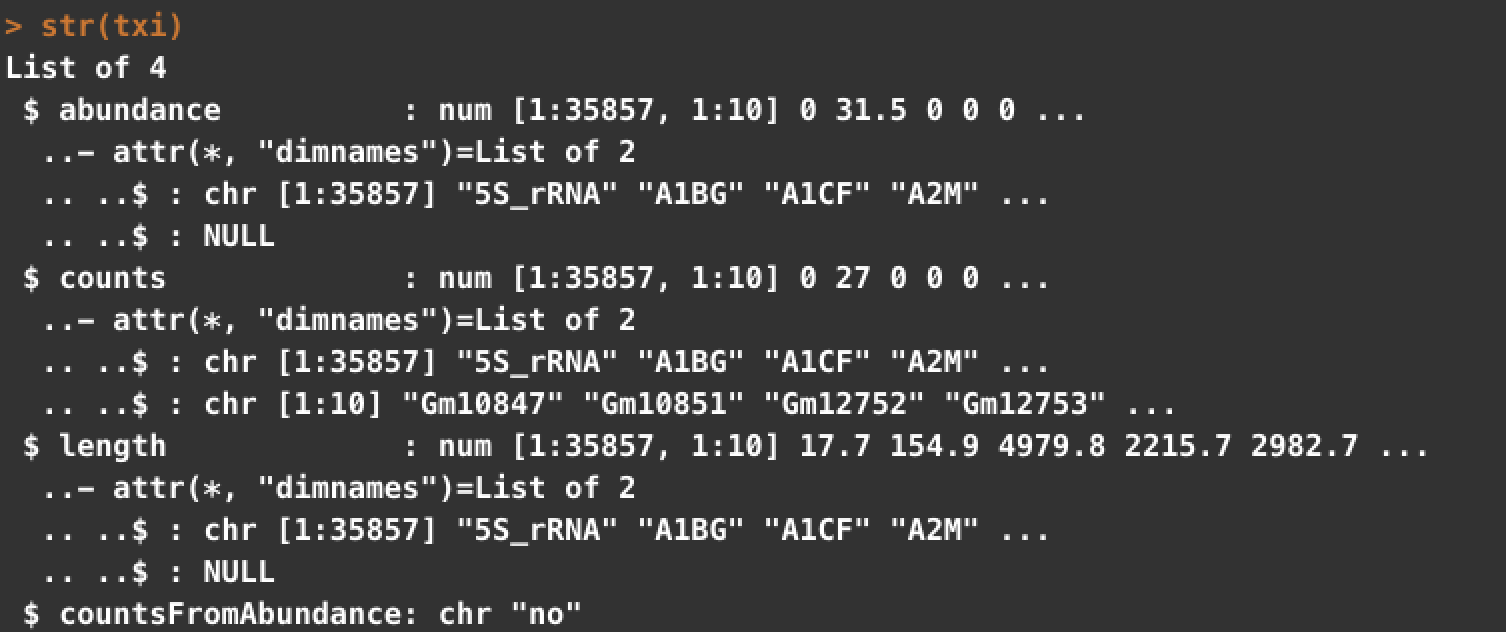 > str(txi)
List of 4
 $ abundance          : num [1:35857, 1:10] 0 31.5 0 0 0 ...
  ..- attr(*, "dimnames")=List of 2
  .. ..$ : chr [1:35857] "5S_rRNA" "A1BG" "A1CF" "A2M" ...
  .. ..$ : NULL
 $ counts             : num [1:35857, 1:10] 0 27 0 0 0 ...
  ..- attr(*, "dimnames")=List of 2
  .. ..$ : chr [1:35857] "5S_rRNA" "A1BG" "A1CF" "A2M" ...
  .. ..$ : chr [1:10] "Gm10847" "Gm10851" "Gm12752" "Gm12753" ...
 $ length             : num [1:35857, 1:10] 17.7 154.9 4979.8 2215.7 2982.7 ...
  ..- attr(*, "dimnames")=List of 2
  .. ..$ : chr [1:35857] "5S_rRNA" "A1BG" "A1CF" "A2M" ...
  .. ..$ : NULL
 $ countsFromAbundance: chr "no"